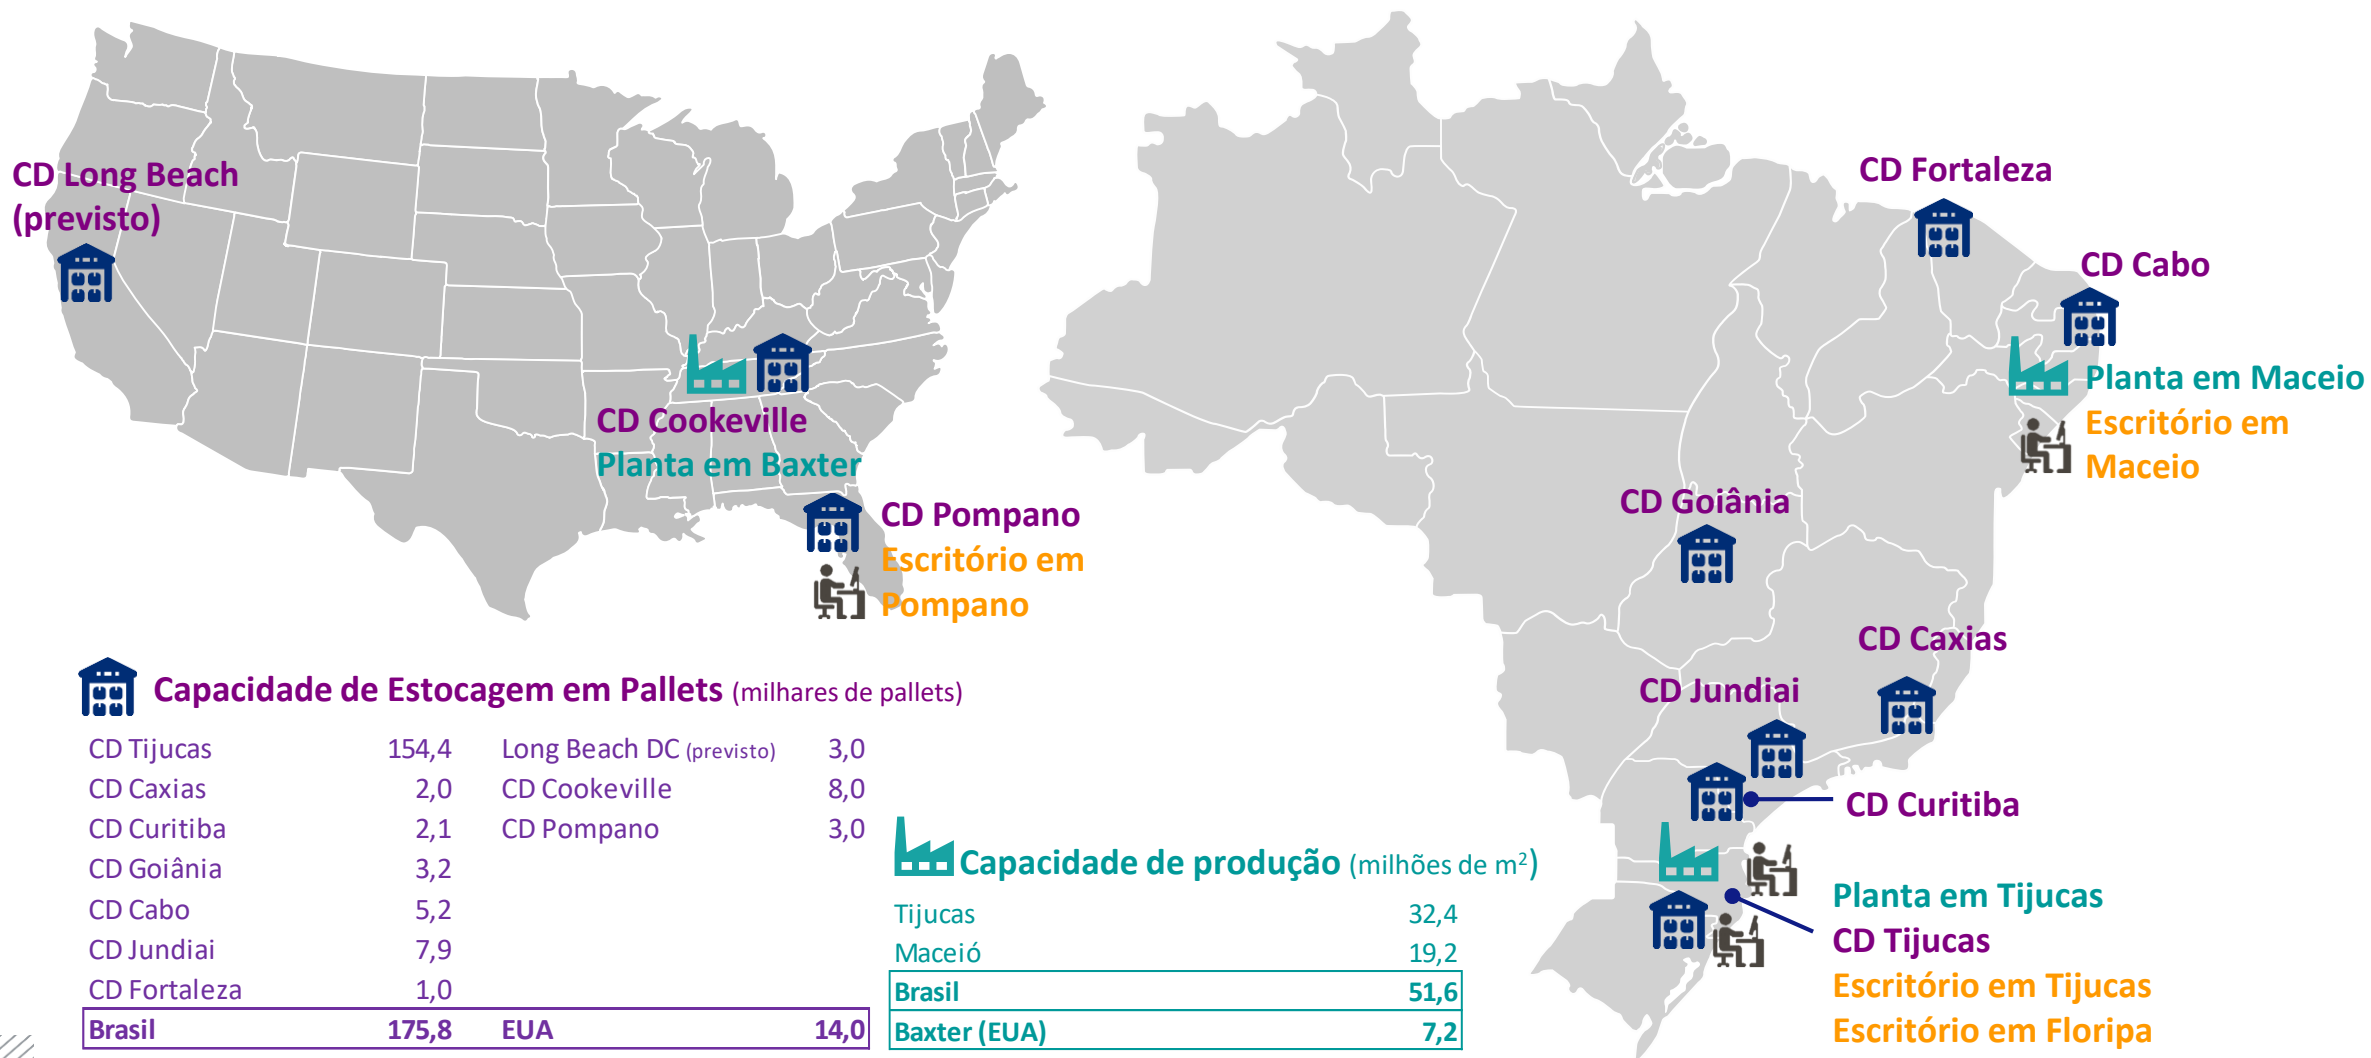 CD Long Beach
(previsto)
CD Cookeville
Planta em Baxter
CD Pompano
Escritório em
Pompano
CD Fortaleza
CD Cabo
Planta em Maceio
Escritório em
Maceio
CD Goiânia
CD Caxias
CD Jundiai
CD Curitiba
Planta em Tijucas
CD Tijucas
Escritório em Tijucas
Escritório em Floripa
Capacidade de Estocagem em Pallets (milhares de pallets)
CD Tijucas 154,4 Long Beach DC (previsto) 3,0
CD Caxias 2,0 CD Cookeville 8,0
CD Curitiba 2,1 CD Pompano 3,0
CD Goiânia 3,2
CD Cabo 5,2
CD Jundiai 7,9
CD Fortaleza 1,0
Brasil 175,8 EUA 14,0
Capacidade de produção (milhões de m²)
Tijucas 32,4
Maceió 19,2
Brasil 51,6
Baxter (EUA) 7,2